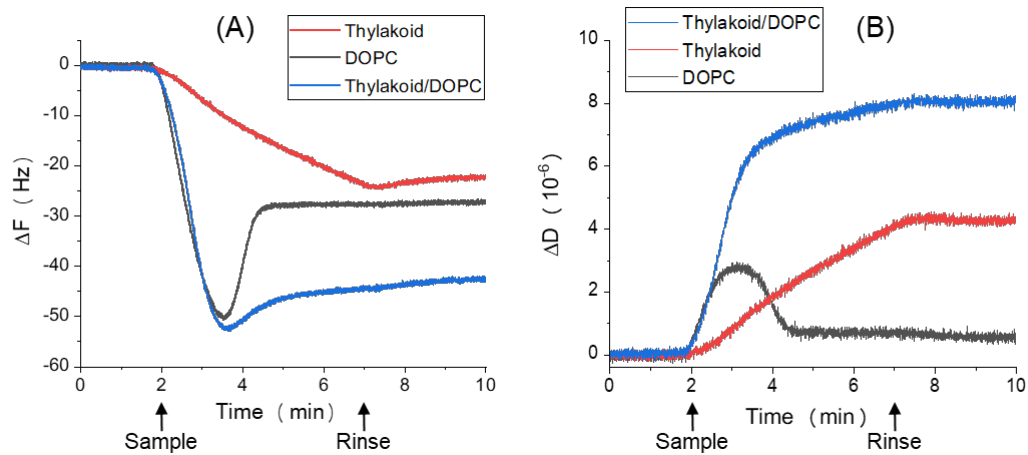 (A)
Thylakoid
DOPC
Thylakoid/DOPC
0
-10
-20
-30
-40
-50
-60
ΔF (Hz)
0 2 4 6 8 10
Time (min)
Sample Rinse
(B)
Thylakoid/DOPC
Thylakoid
DOPC
10
8
6
4
2
0
ΔD (10⁻⁶)
0 2 4 6 8 10
Time (min)
Sample Rinse